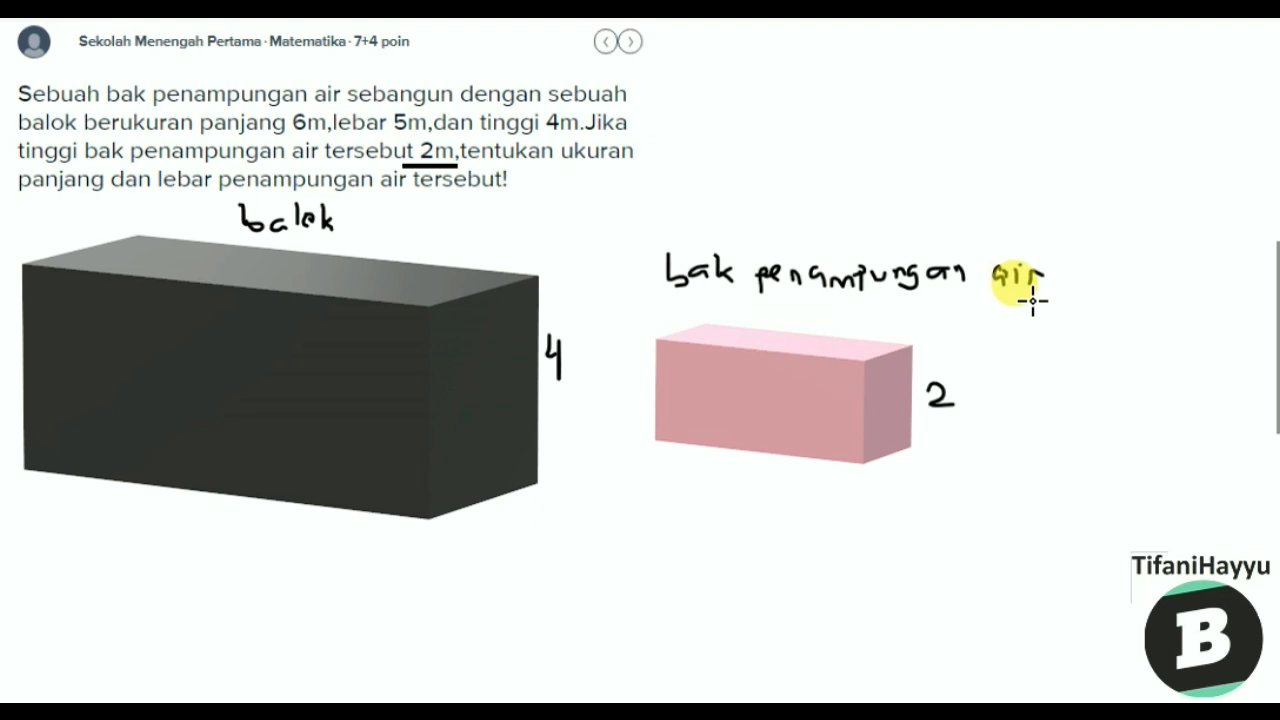 Sekolah Menengah Pertama · Matematika · 7+4 poin
Sebuah bak penampungan air sebangun dengan sebuah
balok berukuran panjang 6m,lebar 5m,dan tinggi 4m.Jika
tinggi bak penampungan air tersebut 2m,tentukan ukuran
panjang dan lebar penampungan air tersebut!
balok
bak penampungan air
4
2
TifaniHayyu
B